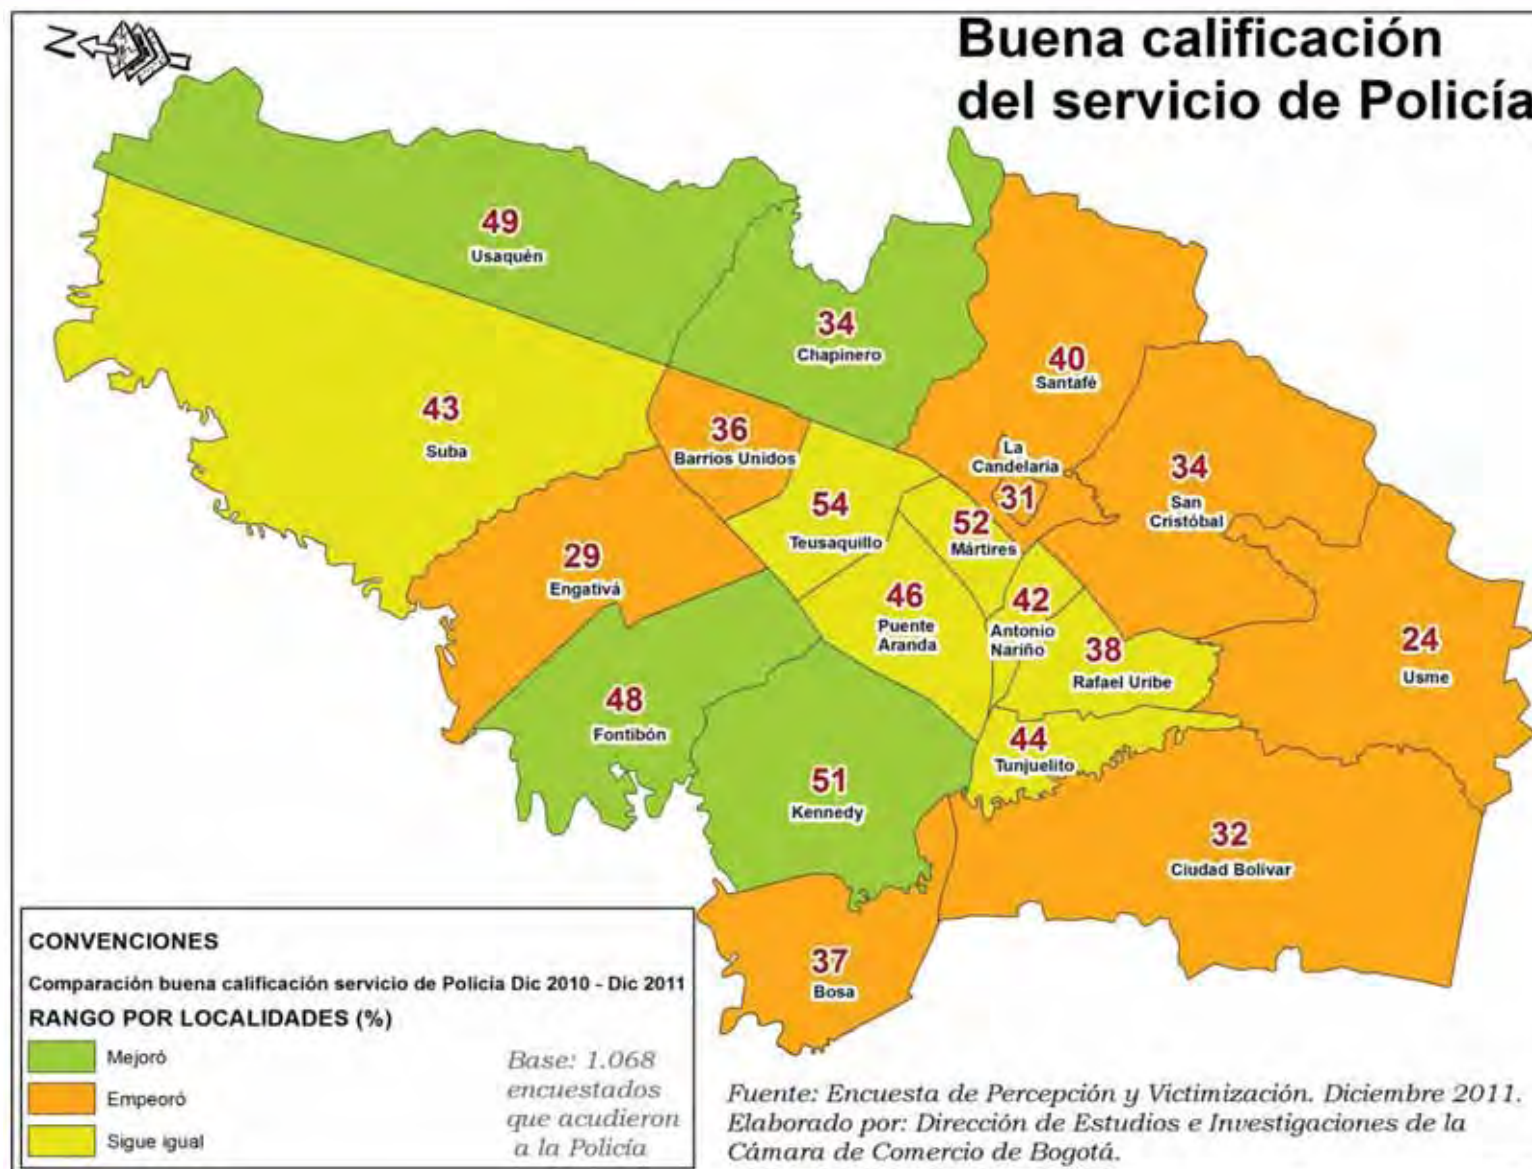 N
Buena calificación
del servicio de Policía
49
Usaquén
34
Chapinero
40
Santafé
43
Suba
36
Barrios Unidos
La
Candelaria
31
34
San
Cristóbal
54
Teusaquillo
52
Mártires
29
Engativá
46
Puente
Aranda
42
Antonio
Nariño
38
Rafael Uribe
24
Usme
48
Fontibón
44
Tunjuelito
51
Kennedy
32
Ciudad Bolívar
37
Bosa
CONVENCIONES
Comparación buena calificación servicio de Policía Dic 2010 - Dic 2011
RANGO POR LOCALIDADES (%)
Mejoró
Empeoró
Sigue igual
Base: 1.068
encuestados
que acudieron
a la Policía
Fuente: Encuesta de Percepción y Victimización. Diciembre 2011.
Elaborado por: Dirección de Estudios e Investigaciones de la
Cámara de Comercio de Bogotá.